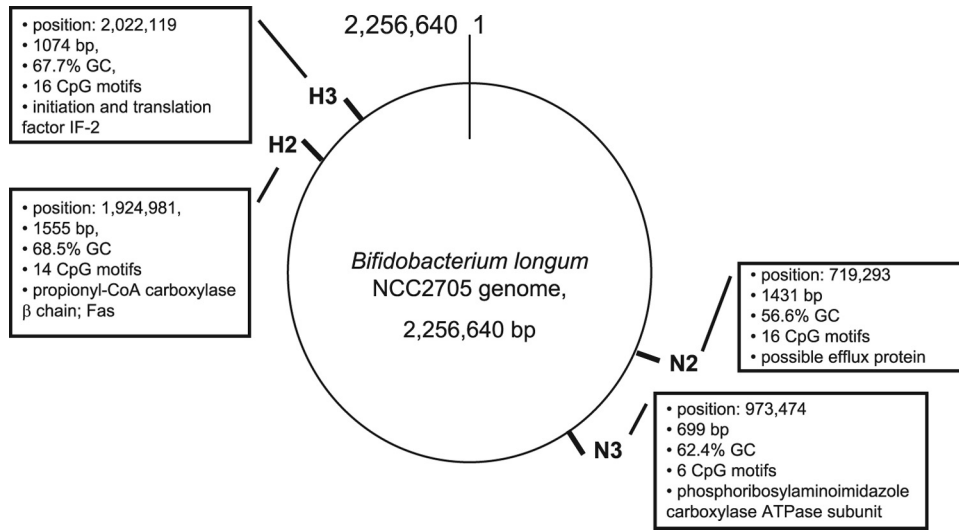 • position: 2,022,119
• 1074 bp,
• 67.7% GC,
• 16 CpG motifs
• initiation and translation
factor IF-2
2,256,640 1
H3
H2
• position: 1,924,981,
• 1555 bp,
• 68.5% GC
• 14 CpG motifs
• propionyl-CoA carboxylase
β chain; Fas
Bifidobacterium longum
NCC2705 genome,
2,256,640 bp
• position: 719,293
• 1431 bp
• 56.6% GC
• 16 CpG motifs
• possible efflux protein
N2
N3
• position: 973,474
• 699 bp
• 62.4% GC
• 6 CpG motifs
• phosphoribosylaminoimidazole
carboxylase ATPase subunit